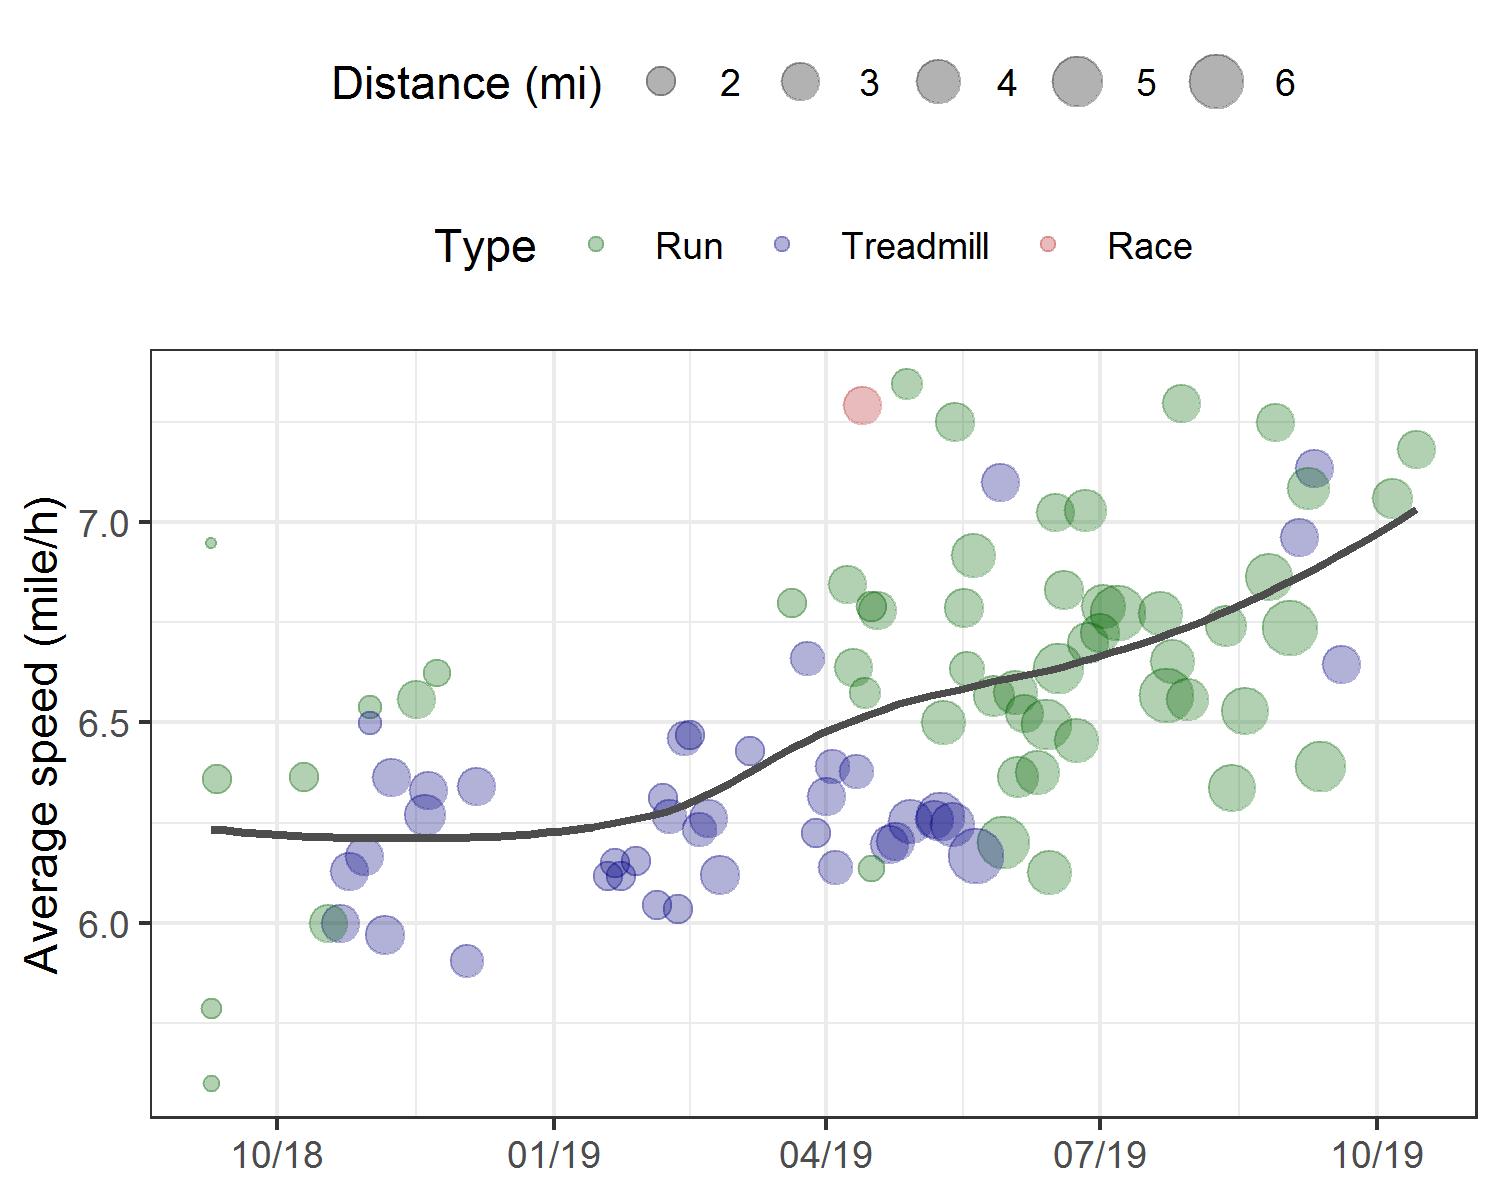 Distance (mi) 2 3 4 5 6
Type Run Treadmill Race
Average speed (mile/h)
7.0
6.5
6.0
10/18 01/19 04/19 07/19 10/19